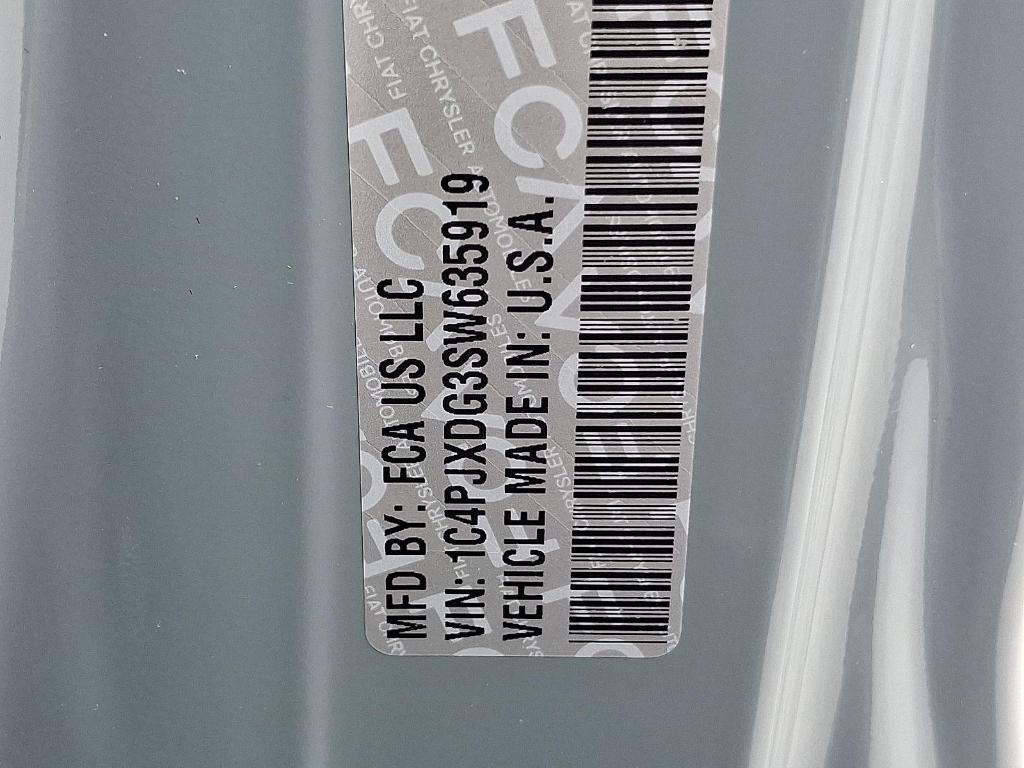 MFD BY: FCA US LLC
VIN: 1C4PJXDG3SW635919
VEHICLE MADE IN: U.S.A.